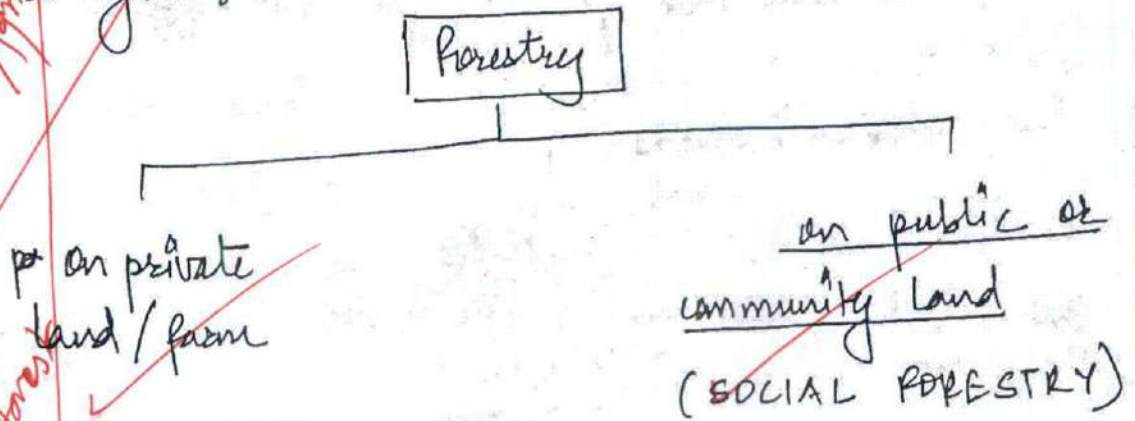 Forestry
on private
land / farm
on public or
community Land
(SOCIAL FORESTRY)